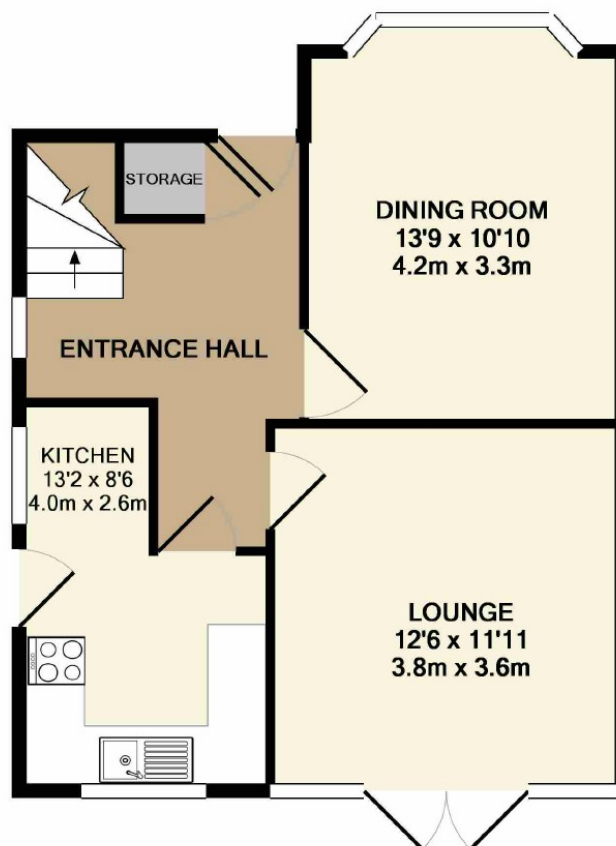 STORAGE
DINING ROOM
13'9 x 10'10
4.2m x 3.3m
ENTRANCE HALL
KITCHEN
13'2 x 8'6
4.0m x 2.6m
LOUNGE
12'6 x 11'11
3.8m x 3.6m